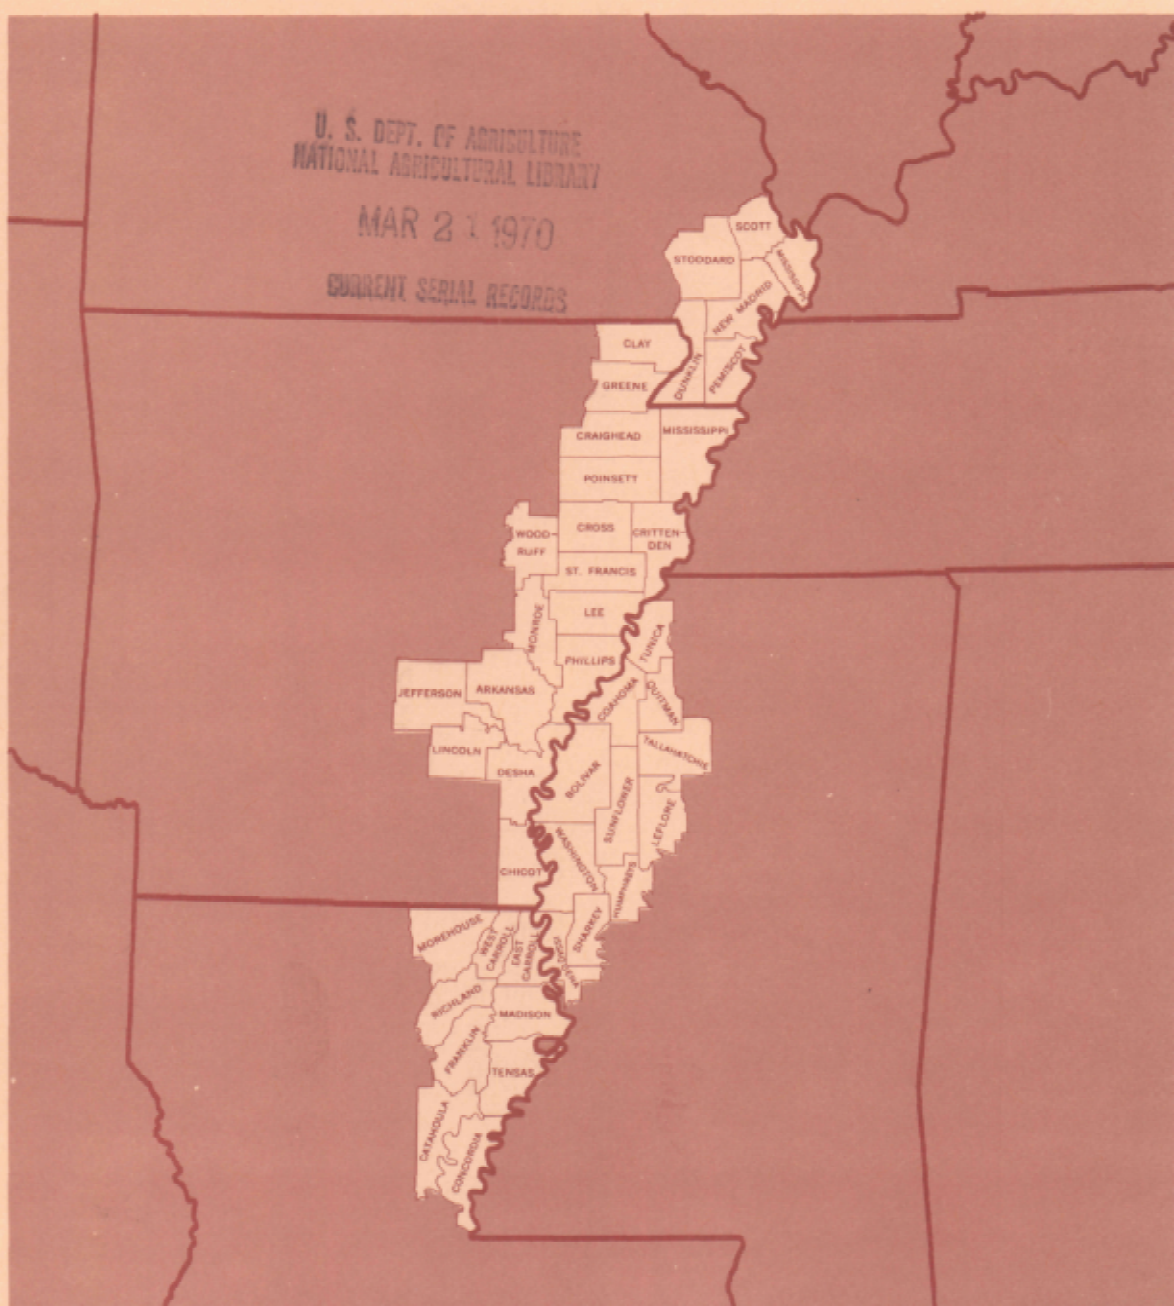 U. S. DEPT. OF AGRICULTURE
NATIONAL AGRICULTURAL LIBRARY
MAR 21 1970
CURRENT SERIAL RECORDS
SCOTT
STODDARD
MISSISSIPPI
NEW MADRID
CLAY
DUNKLIN
PEMISCOT
GREENE
CRAIGHEAD
MISSISSIPPI
POINSETT
WOOD-
RUFF
CROSS
CRITTEN-
DEN
ST. FRANCIS
LEE
MONROE
TUNICA
PHILLIPS
JEFFERSON
ARKANSAS
COAHOMA
QUITMAN
LINCOLN
TALLAHATCHIE
DESHA
BOLIVAR
SUNFLOWER
LEFLORE
WASHINGTON
CHICOT
HUMPHREYS
MOREHOUSE
WEST
CARROLL
EAST
CARROLL
SHARKEY
ISSAQUENA
RICHLAND
MADISON
FRANKLIN
TENSAS
CATAHOULA
CONCORDIA